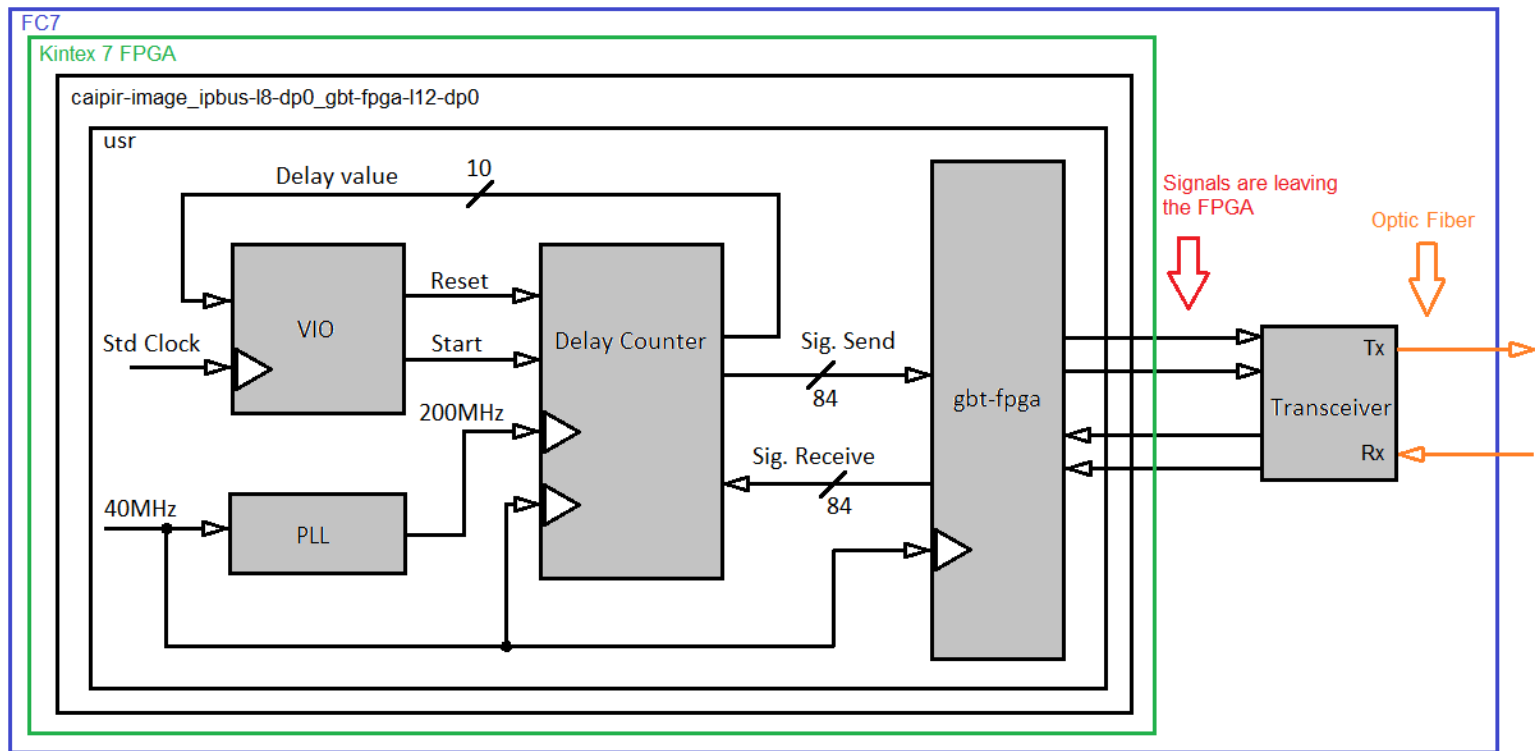 FC7
Kintex 7 FPGA
caipir-image_ipbus-l8-dp0_gbt-fpga-l12-dp0
usr
Delay value
10
Signals are leaving
the FPGA
Optic Fiber
Reset
VIO
Std Clock
Start
Delay Counter
Sig. Send
84
gbt-fpga
Tx
Transceiver
Rx
200MHz
Sig. Receive
84
40MHz
PLL